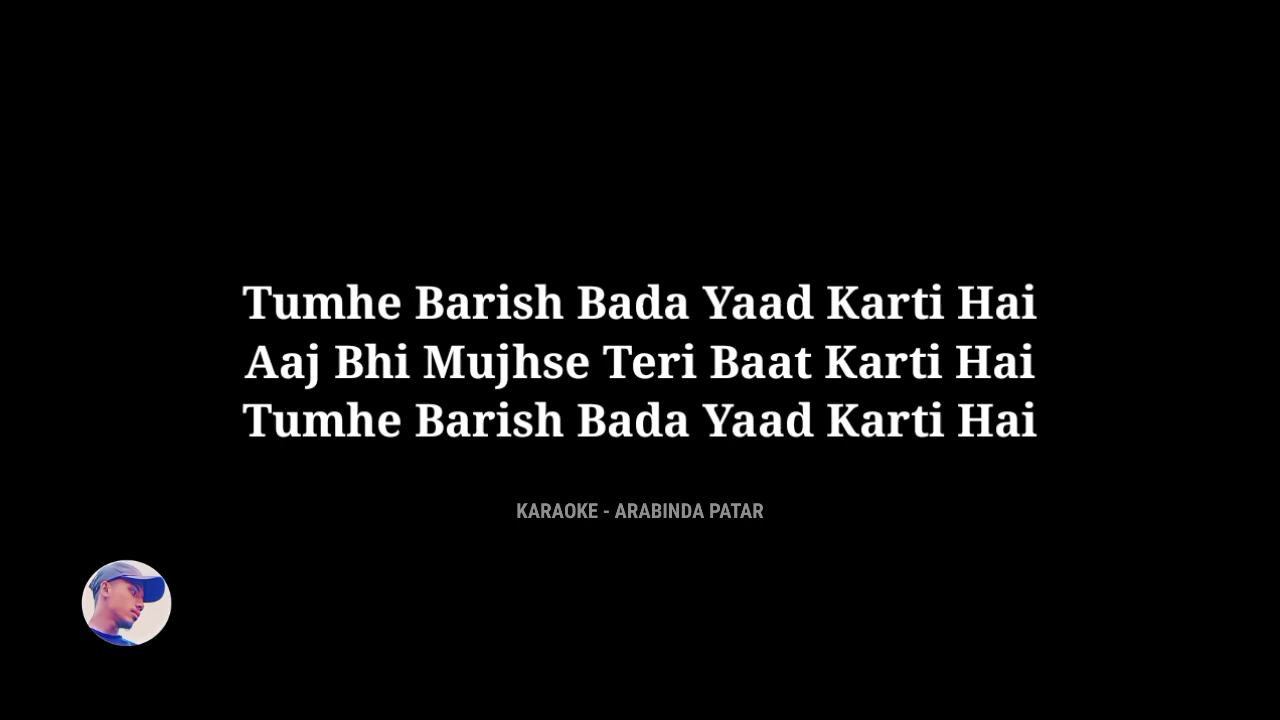 Tumhe Barish Bada Yaad Karti Hai
Aaj Bhi Mujhse Teri Baat Karti Hai
Tumhe Barish Bada Yaad Karti Hai
KARAOKE - ARABINDA PATAR